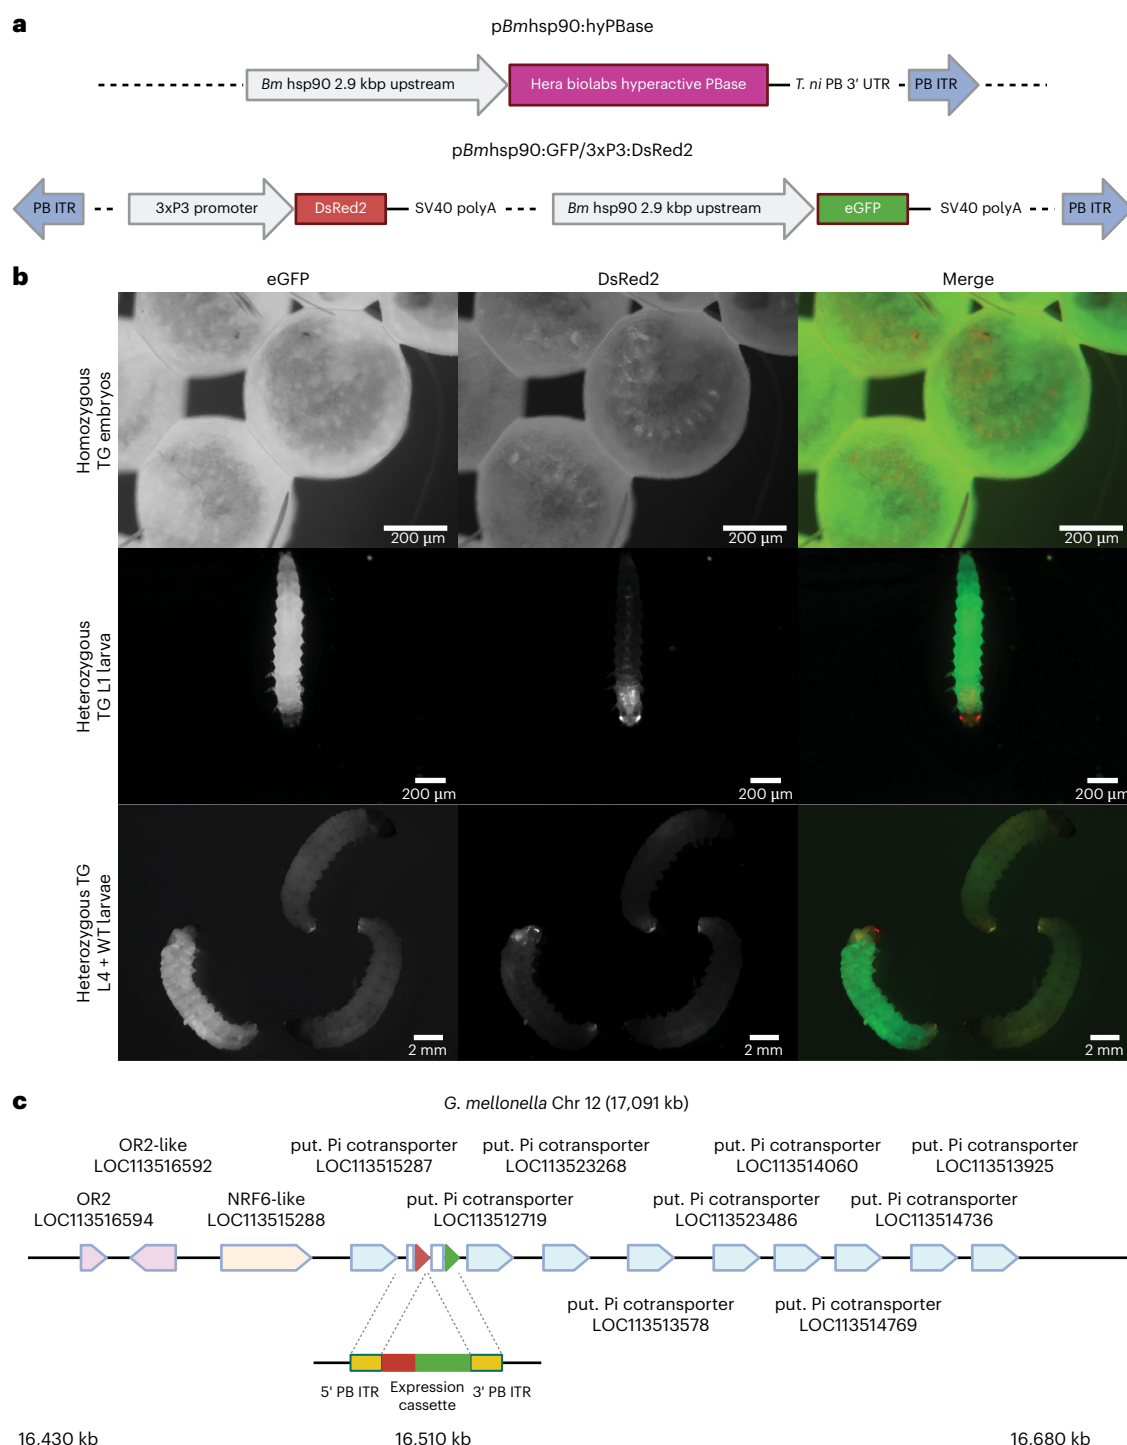 a
pBmhsp90:hyPBase
Bm hsp90 2.9 kbp upstream
Hera biolabs hyperactive PBase
T. ni PB 3′ UTR
PB ITR
pBmhsp90:GFP/3xP3:DsRed2
PB ITR
3xP3 promoter
DsRed2
SV40 polyA
Bm hsp90 2.9 kbp upstream
eGFP
SV40 polyA
PB ITR
b
eGFP
DsRed2
Merge
Homozygous
TG embryos
200 µm
200 µm
200 µm
Heterozygous
TG L1 larva
200 µm
200 µm
200 µm
Heterozygous TG
L4 + WT larvae
2 mm
2 mm
2 mm
c
G. mellonella Chr 12 (17,091 kb)
OR2-like
LOC113516592
put. Pi cotransporter
LOC113515287
put. Pi cotransporter
LOC113523268
put. Pi cotransporter
LOC113514060
put. Pi cotransporter
LOC113513925
OR2
LOC113516594
NRF6-like
LOC113515288
put. Pi cotransporter
LOC113512719
put. Pi cotransporter
LOC113523486
put. Pi cotransporter
LOC113514736
put. Pi cotransporter
LOC113513578
put. Pi cotransporter
LOC113514769
5′ PB ITR
Expression
cassette
3′ PB ITR
16,430 kb
16,510 kb
16,680 kb